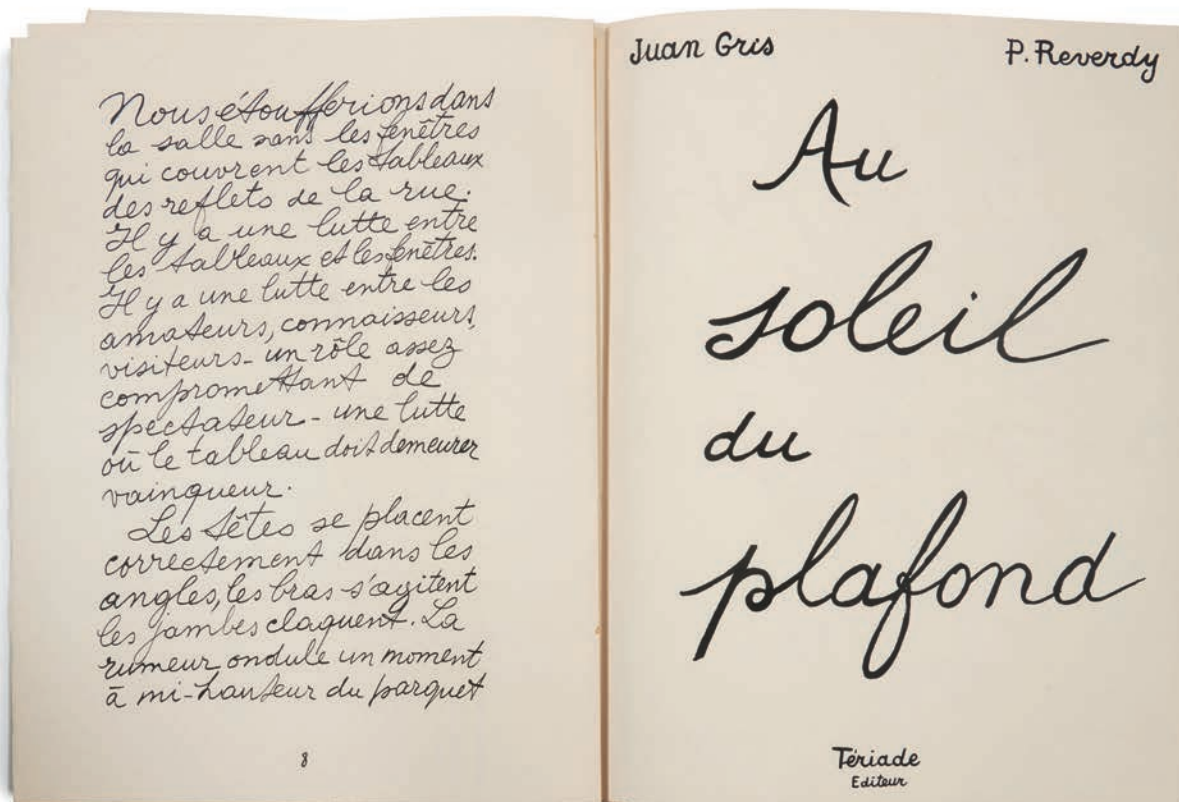 Nous étoufferions dans
la salle sans les fenêtres
qui couvrent les tableaux
des reflets de la rue.
Il y a une lutte entre
les tableaux et les fenêtres.
Il y a une lutte entre les
amateurs, connaisseurs,
visiteurs - un rôle assez
compromettant de
spectateur - une lutte
où le tableau doit demeurer
vainqueur.
Les têtes se placent
correctement dans les
angles, les bras s'agitent
les jambes claquent. La
rumeur ondule un moment
à mi-hauteur du parquet
8
Juan Gris P. Reverdy
Au
soleil
du
plafond
Tériade
Editeur